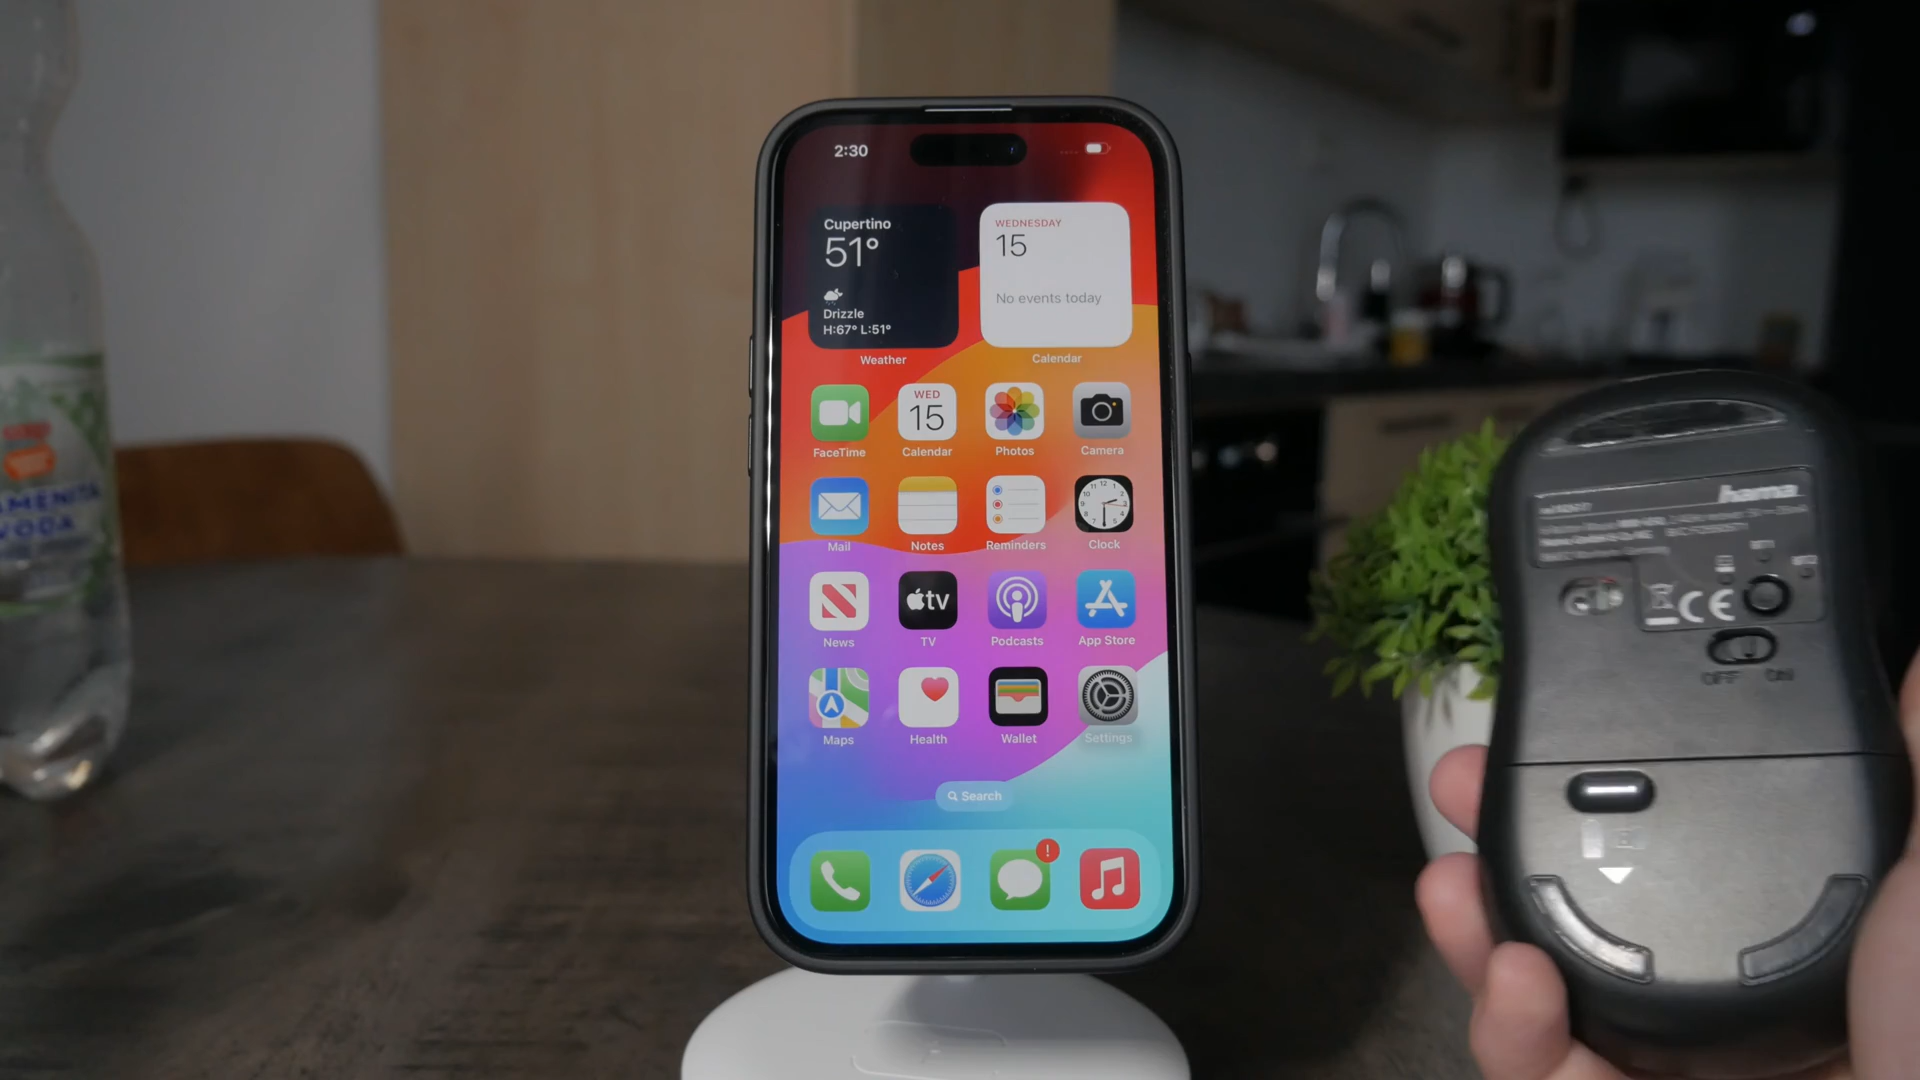 2:30
Cupertino
51°
Drizzle
H:67° L:51°
Weather
WEDNESDAY
15
No events today
Calendar
FaceTime
WED
15
Calendar
Photos
Camera
Mail
Notes
Reminders
Clock
News
tv
TV
Podcasts
App Store
Maps
Health
Wallet
Settings
Search
!
VODA
hama
CE
OFF ON